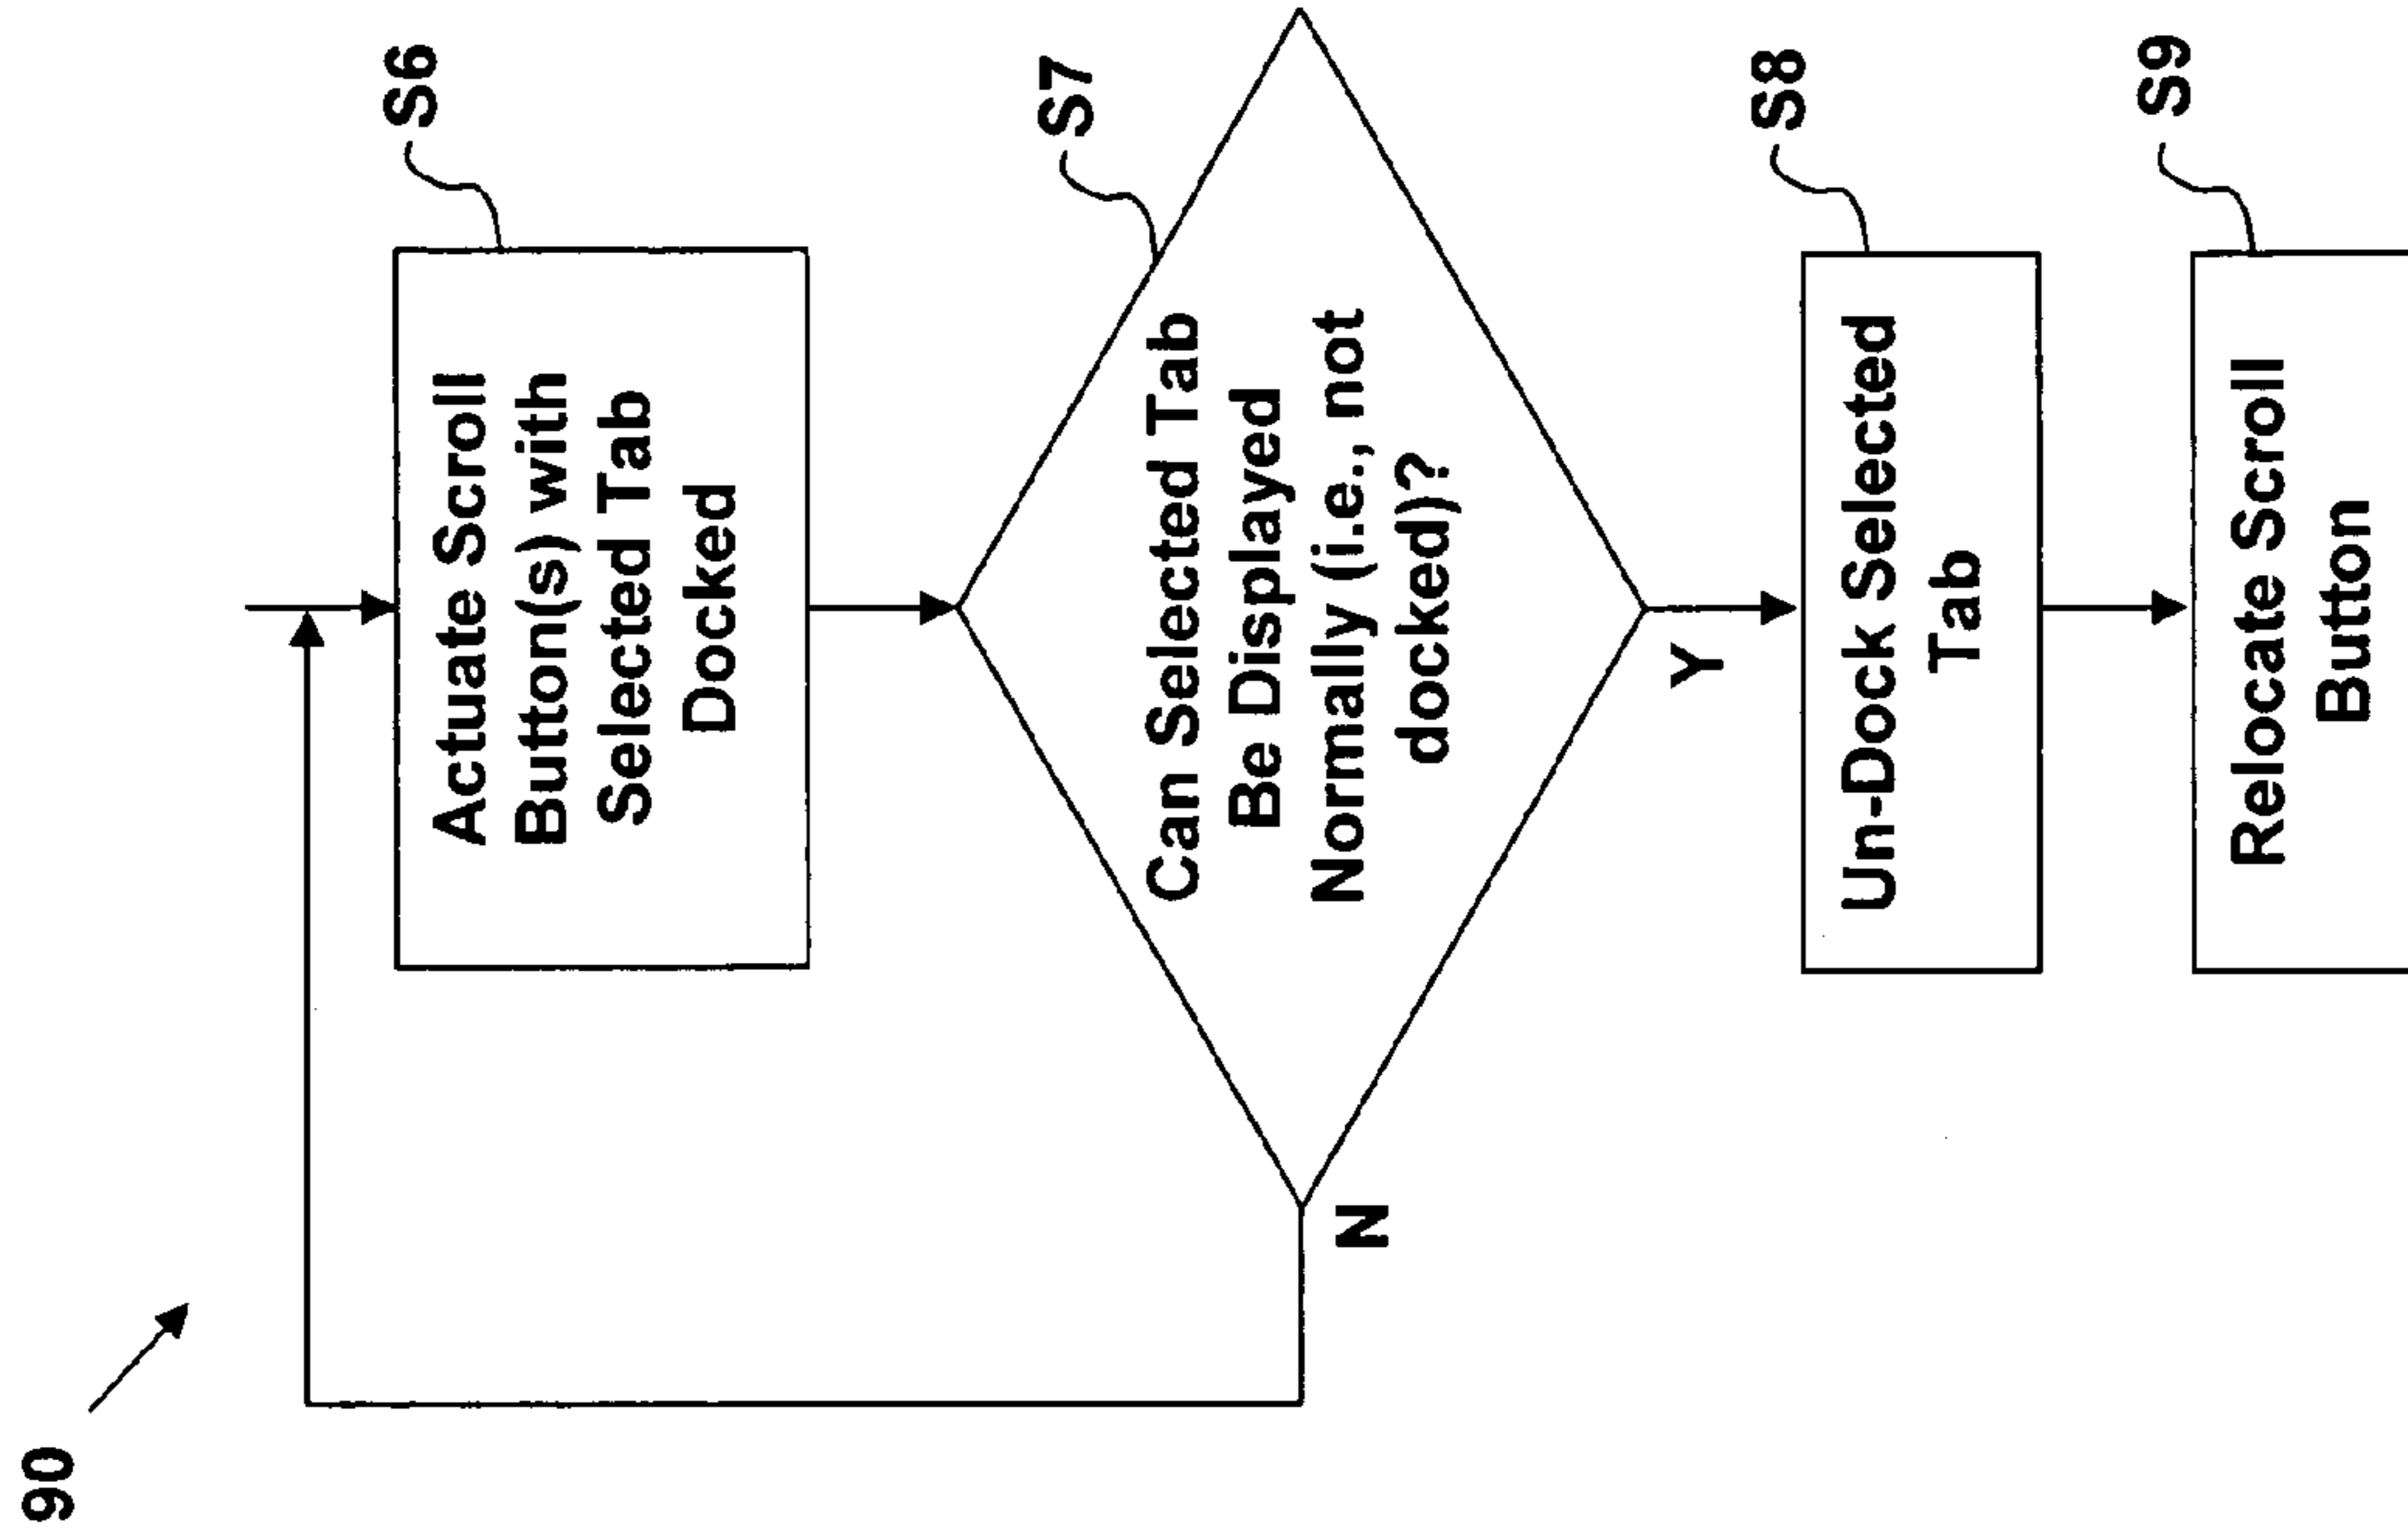 90
Actuate Scroll
Button(s) with
Selected Tab
Docked
S6
Can Selected Tab
Be Displayed
Normally (i.e., not
docked)?
S7
N
Y
Un-Dock Selected
Tab
S8
Relocate Scroll
Button
S9